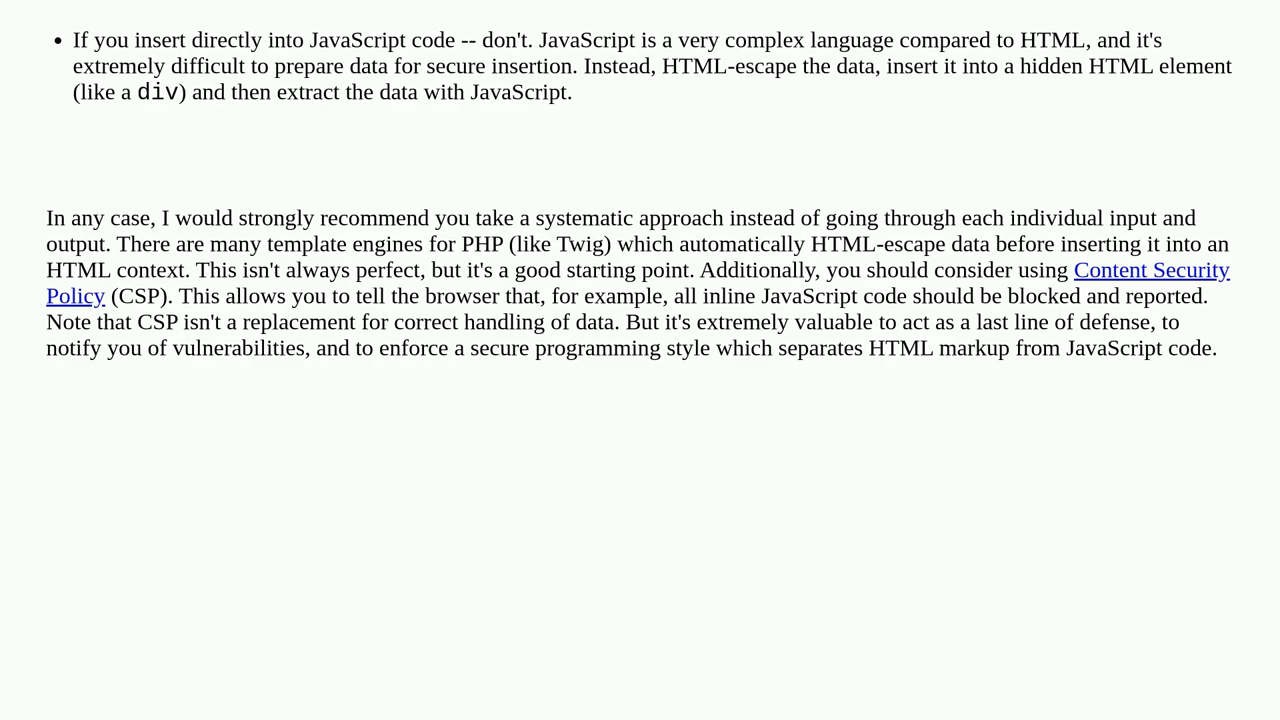 If you insert directly into JavaScript code -- don't. JavaScript is a very complex language compared to HTML, and it's
extremely difficult to prepare data for secure insertion. Instead, HTML-escape the data, insert it into a hidden HTML element
(like a div) and then extract the data with JavaScript.
In any case, I would strongly recommend you take a systematic approach instead of going through each individual input and
output. There are many template engines for PHP (like Twig) which automatically HTML-escape data before inserting it into an
HTML context. This isn't always perfect, but it's a good starting point. Additionally, you should consider using Content Security
Policy (CSP). This allows you to tell the browser that, for example, all inline JavaScript code should be blocked and reported.
Note that CSP isn't a replacement for correct handling of data. But it's extremely valuable to act as a last line of defense, to
notify you of vulnerabilities, and to enforce a secure programming style which separates HTML markup from JavaScript code.